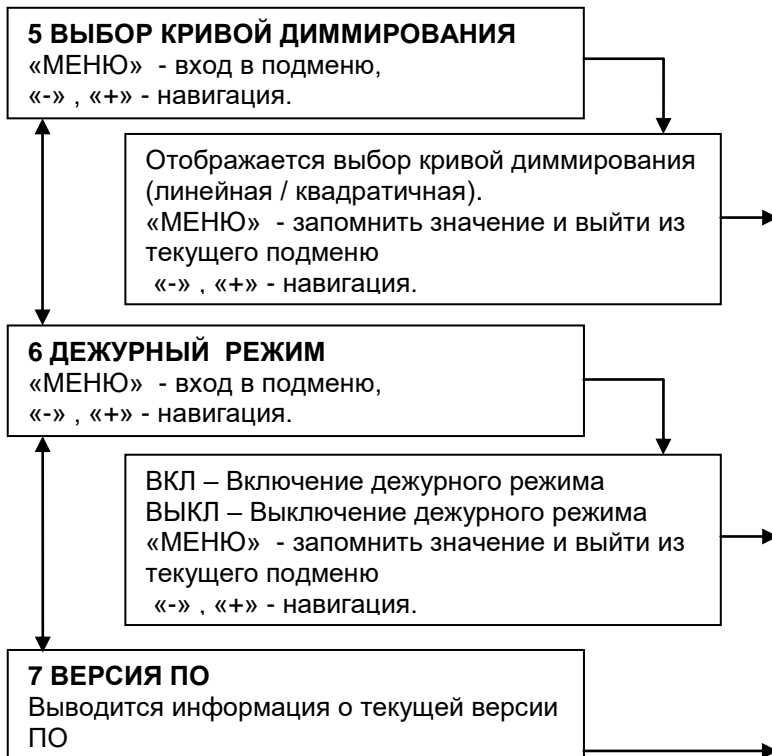 5 ВЫБОР КРИВОЙ ДИММИРОВАНИЯ
«МЕНЮ» - вход в подменю,
«-» , «+» - навигация.
Отображается выбор кривой диммирования
(линейная / квадратичная).
«МЕНЮ» - запомнить значение и выйти из
текущего подменю
«-» , «+» - навигация.
6 ДЕЖУРНЫЙ РЕЖИМ
«МЕНЮ» - вход в подменю,
«-» , «+» - навигация.
ВКЛ – Включение дежурного режима
ВЫКЛ – Выключение дежурного режима
«МЕНЮ» - запомнить значение и выйти из
текущего подменю
«-» , «+» - навигация.
7 ВЕРСИЯ ПО
Выводится информация о текущей версии
ПО